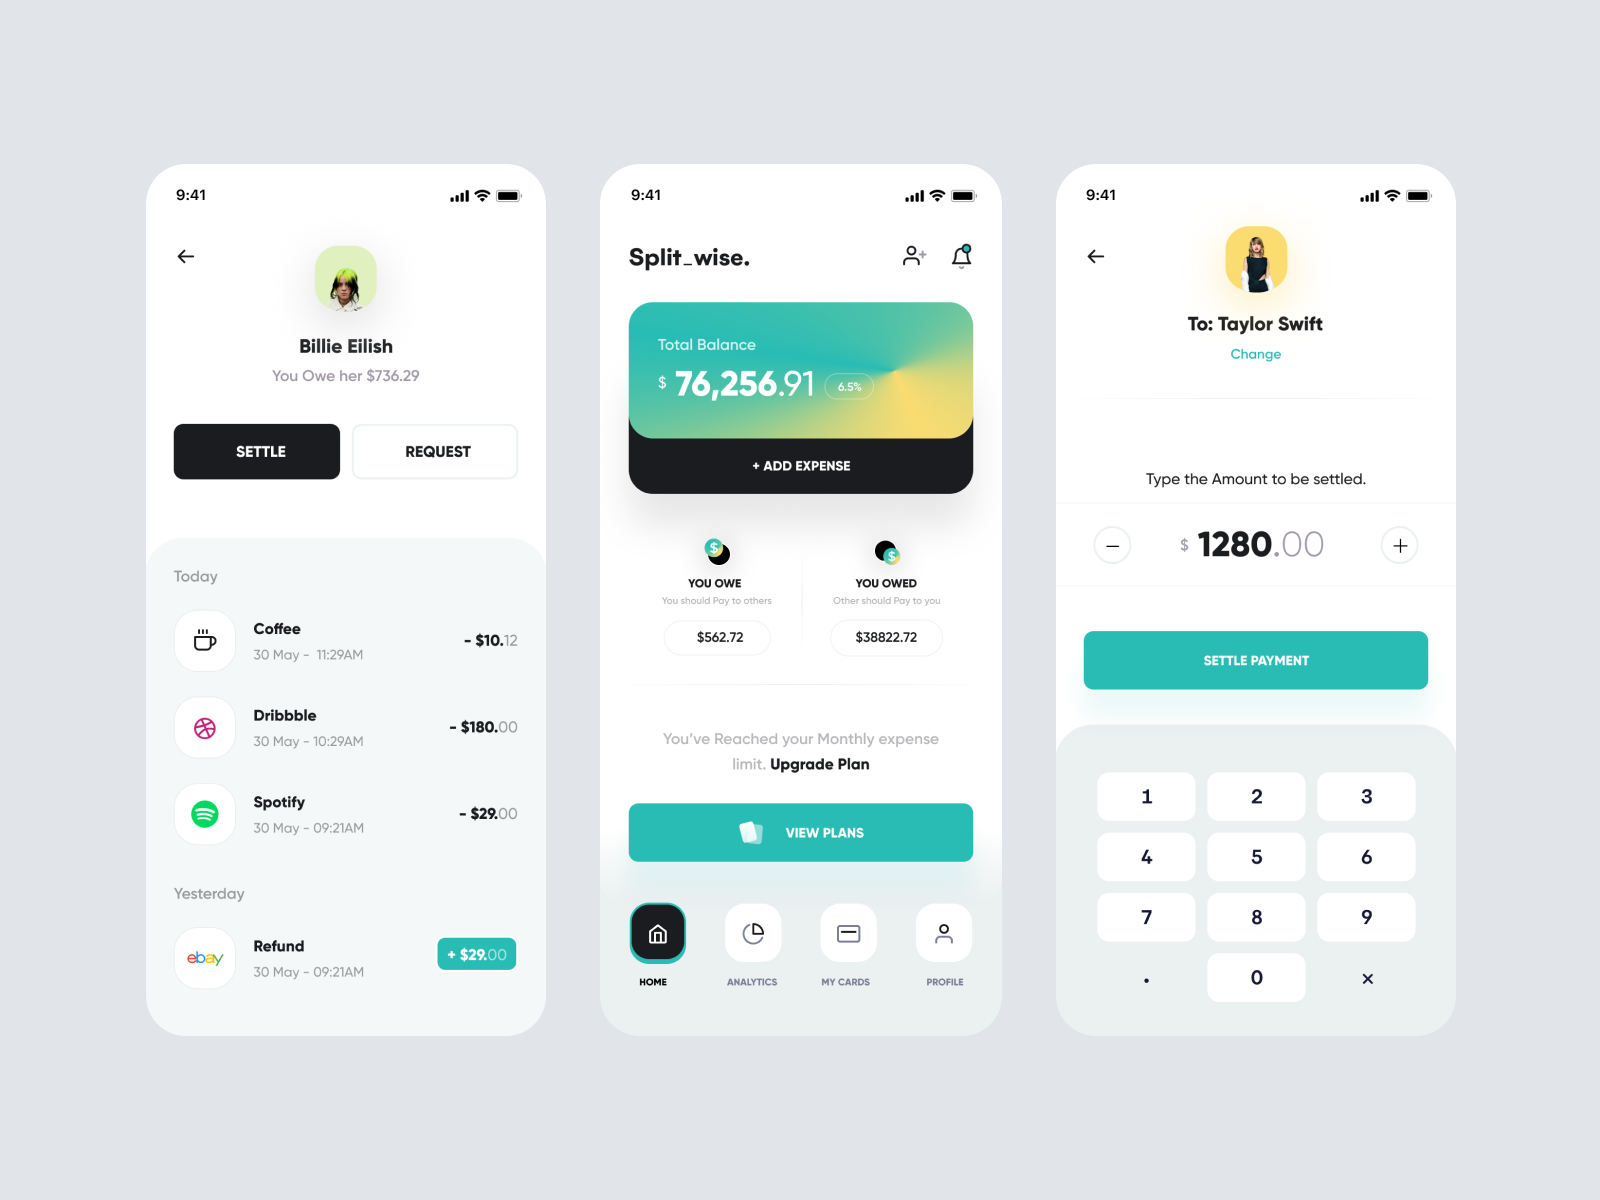 9:41
Billie Eilish
You Owe her $736.29
SETTLE
REQUEST
Today
Coffee
- $10.12
30 May - 11:29AM
Dribbble
- $180.00
30 May - 10:29AM
Spotify
- $29.00
30 May - 09:21AM
Yesterday
ebay
Refund
+ $29.00
30 May - 09:21AM
9:41
Split_wise.
Total Balance
$ 76,256.91
6.5%
+ ADD EXPENSE
$
YOU OWE
You should Pay to others
$562.72
$
YOU OWED
Other should Pay to you
$38822.72
You’ve Reached your Monthly expense
limit. Upgrade Plan
VIEW PLANS
HOME
ANALYTICS
MY CARDS
PROFILE
9:41
To: Taylor Swift
Change
Type the Amount to be settled.
− $ 1280.00 +
SETTLE PAYMENT
1 2 3
4 5 6
7 8 9
. 0 ×